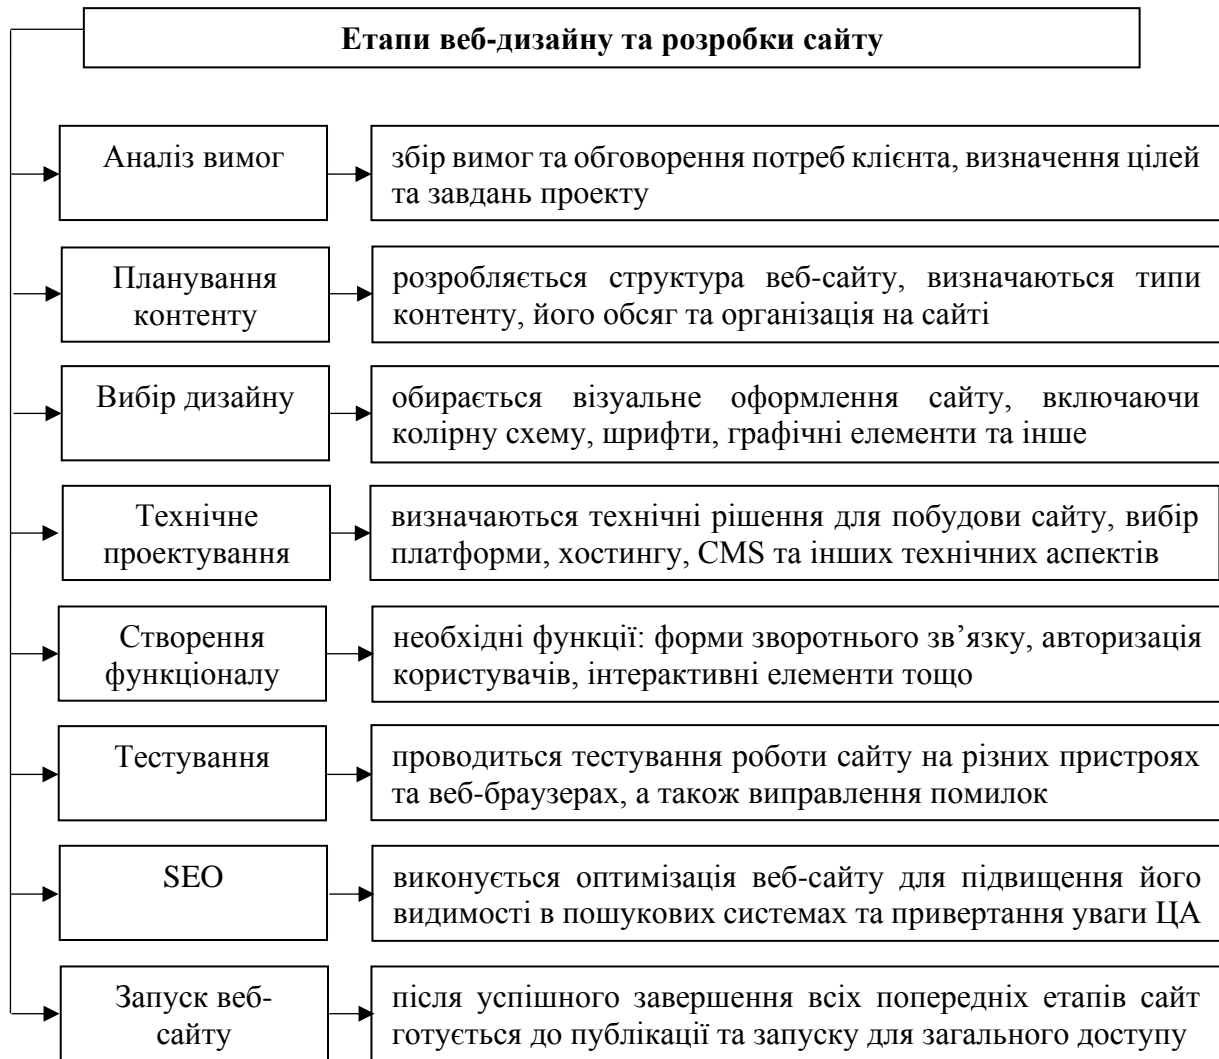 Етапи веб-дизайну та розробки сайту
Аналіз вимог
збір вимог та обговорення потреб клієнта, визначення цілей
та завдань проекту
Планування
контенту
розробляється структура веб-сайту, визначаються типи
контенту, його обсяг та організація на сайті
Вибір дизайну
обирається візуальне оформлення сайту, включаючи
колірну схему, шрифти, графічні елементи та інше
Технічне
проектування
визначаються технічні рішення для побудови сайту, вибір
платформи, хостингу, CMS та інших технічних аспектів
Створення
функціоналу
необхідні функції: форми зворотнього зв’язку, авторизація
користувачів, інтерактивні елементи тощо
Тестування
проводиться тестування роботи сайту на різних пристроях
та веб-браузерах, а також виправлення помилок
SEO
виконується оптимізація веб-сайту для підвищення його
видимості в пошукових системах та привертання уваги ЦА
Запуск веб-
сайту
після успішного завершення всіх попередніх етапів сайт
готується до публікації та запуску для загального доступу